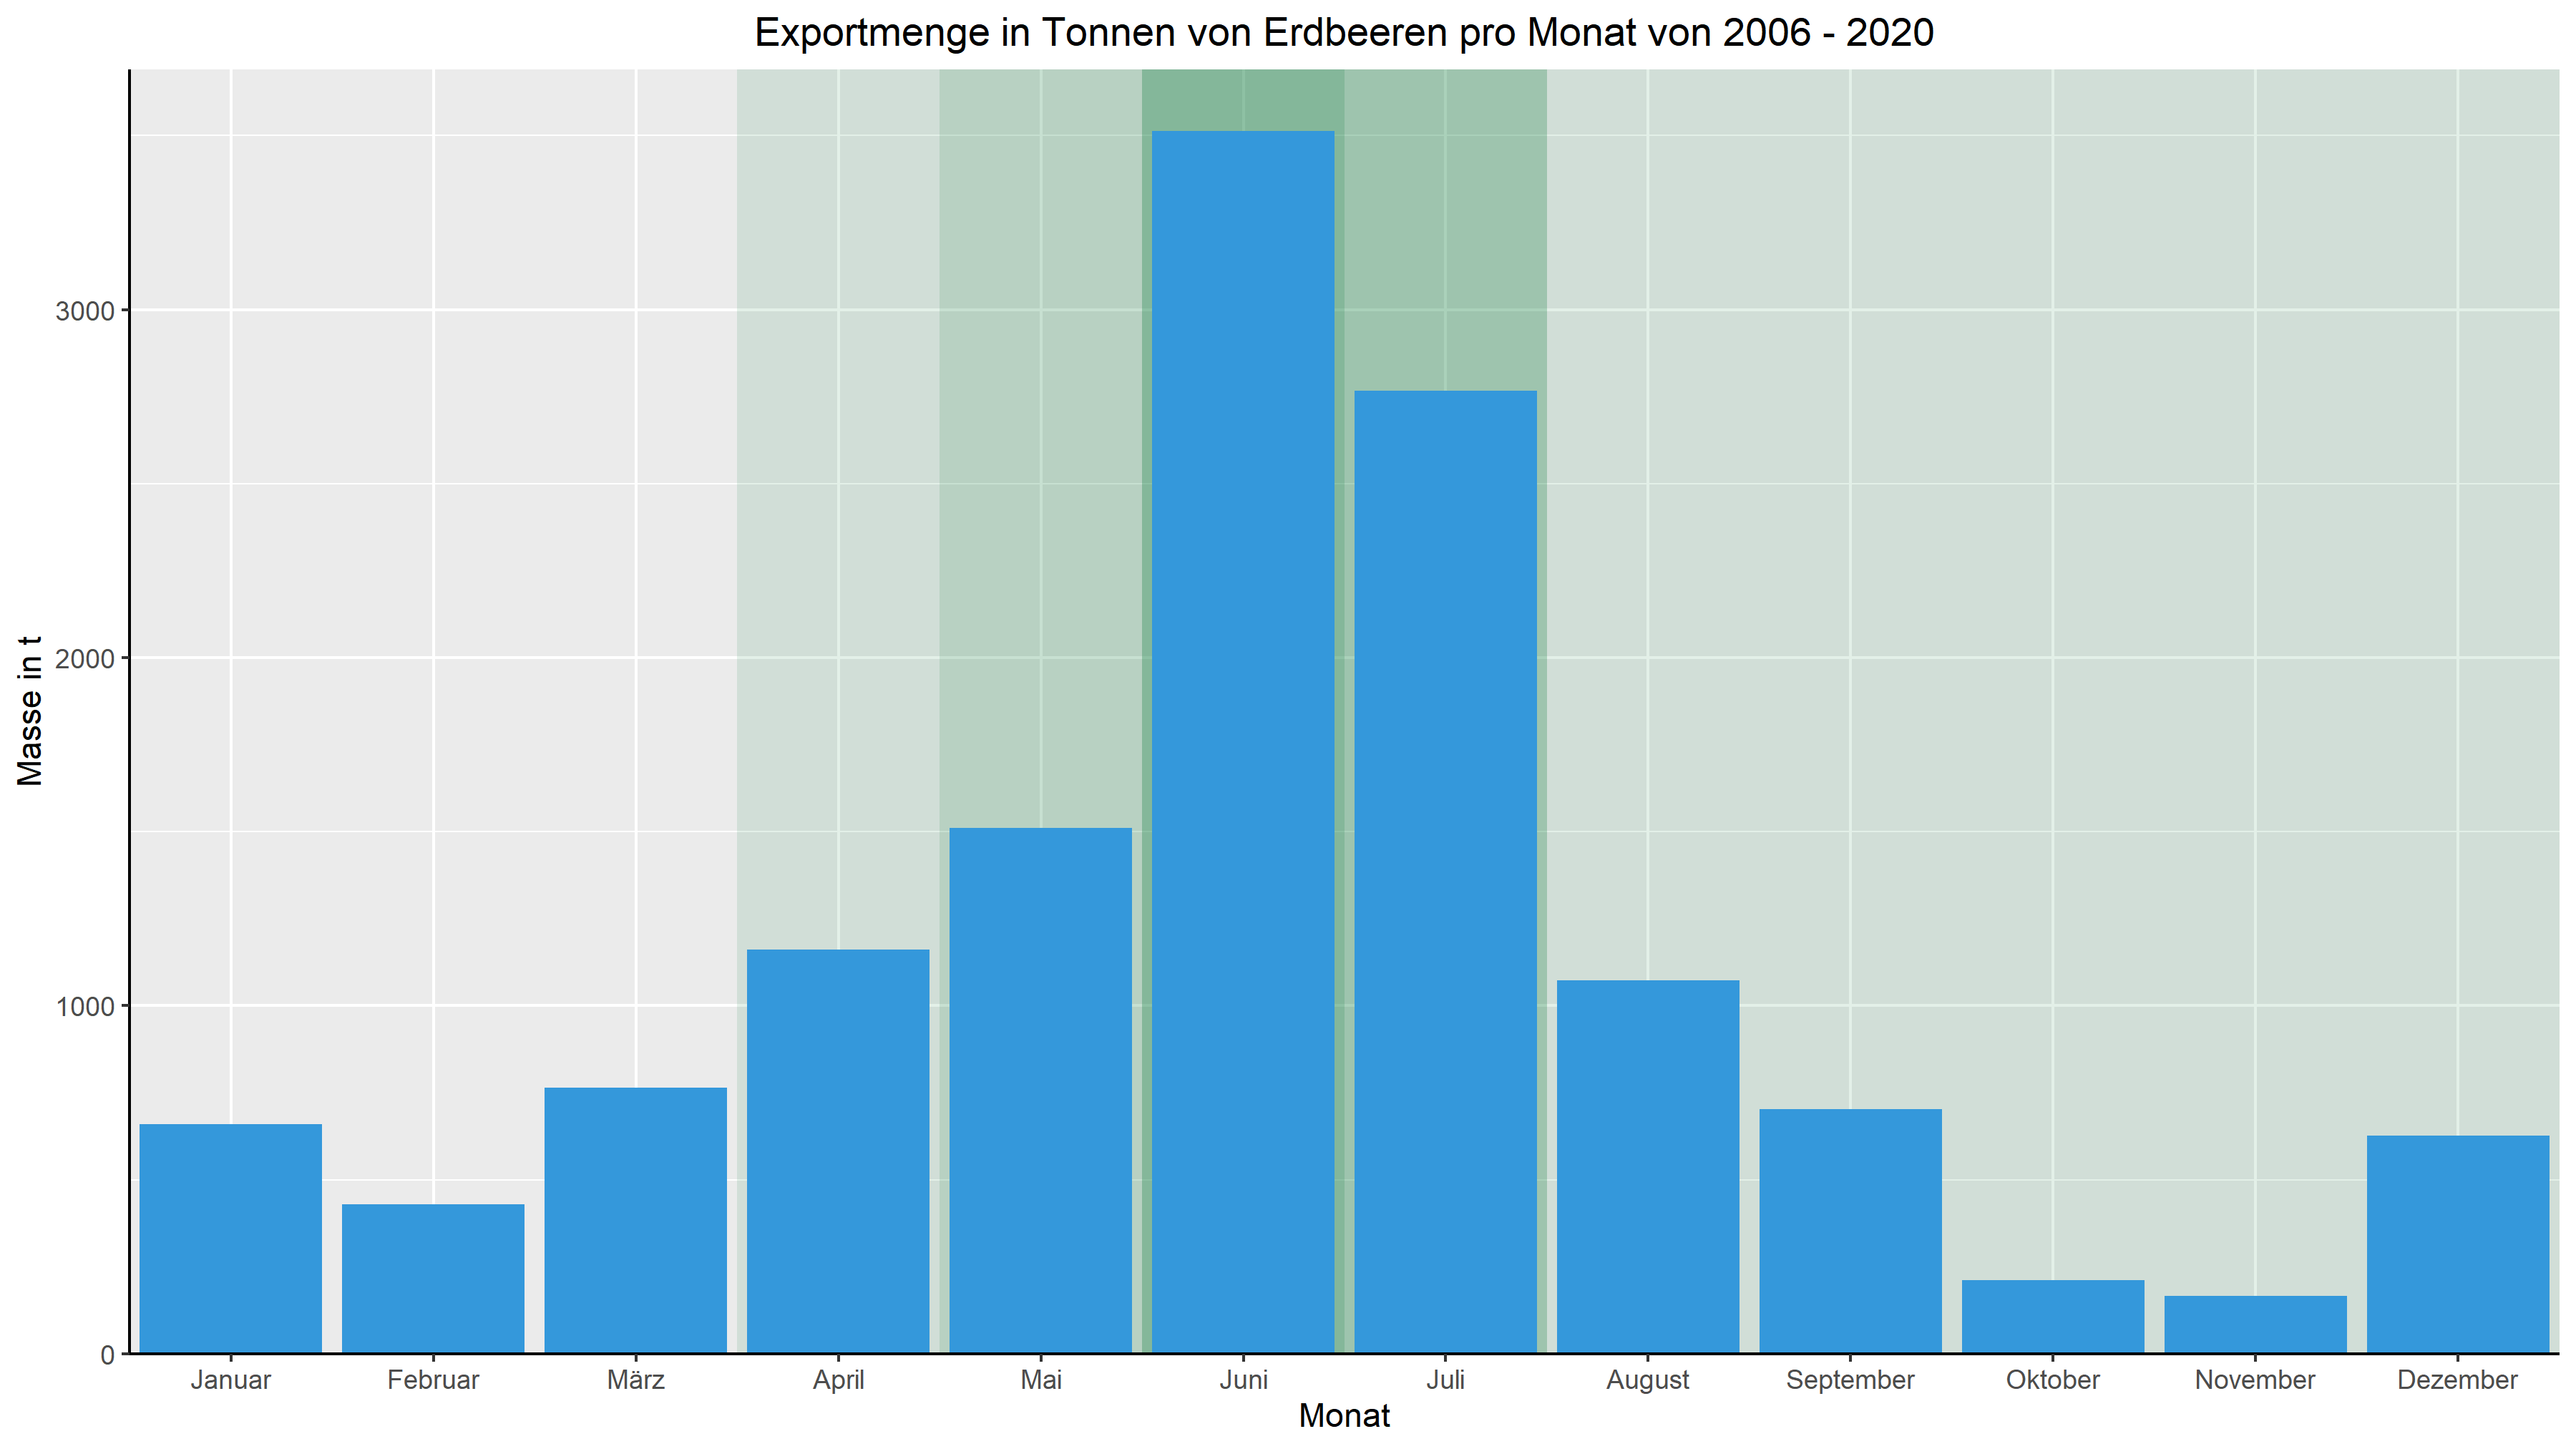 Exportmenge in Tonnen von Erdbeeren pro Monat von 2006 - 2020
Masse in t
3000
2000
1000
0
Januar Februar März April Mai Juni Juli August September Oktober November Dezember
Monat